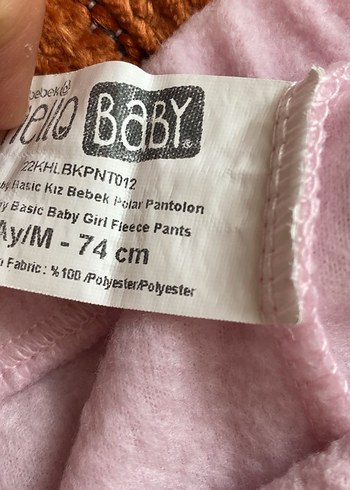 bebek
hello BaBY
22KHLBKPNT012
Basic Kız Bebek Polar Pantolon
Basic Baby Girl Fleece Pants
Ay/M - 74 cm
Fabric : %100 /Polyester/Polyester